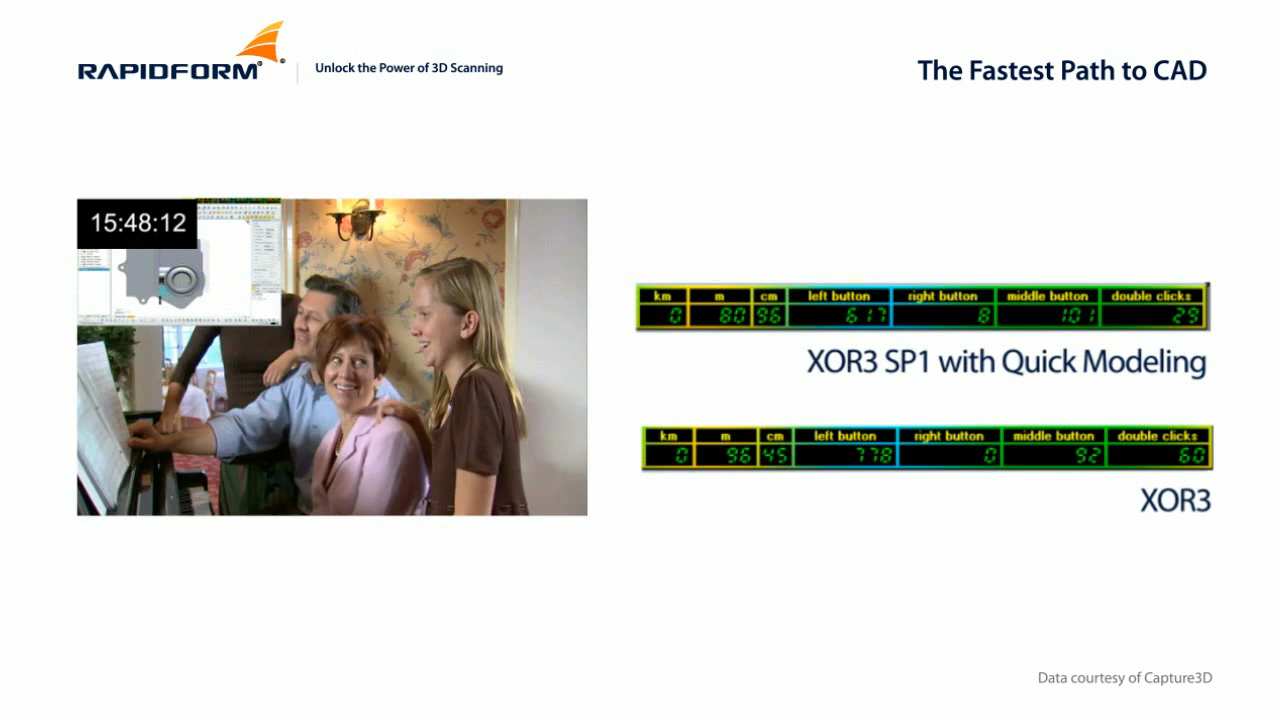 RAPIDFORM
Unlock the Power of 3D Scanning
The Fastest Path to CAD
15:48:12
km m cm left button right button middle button double clicks
0 80 96 617 8 101 29
XOR3 SP1 with Quick Modeling
km m cm left button right button middle button double clicks
0 96 45 778 0 92 60
XOR3
Data courtesy of Capture3D